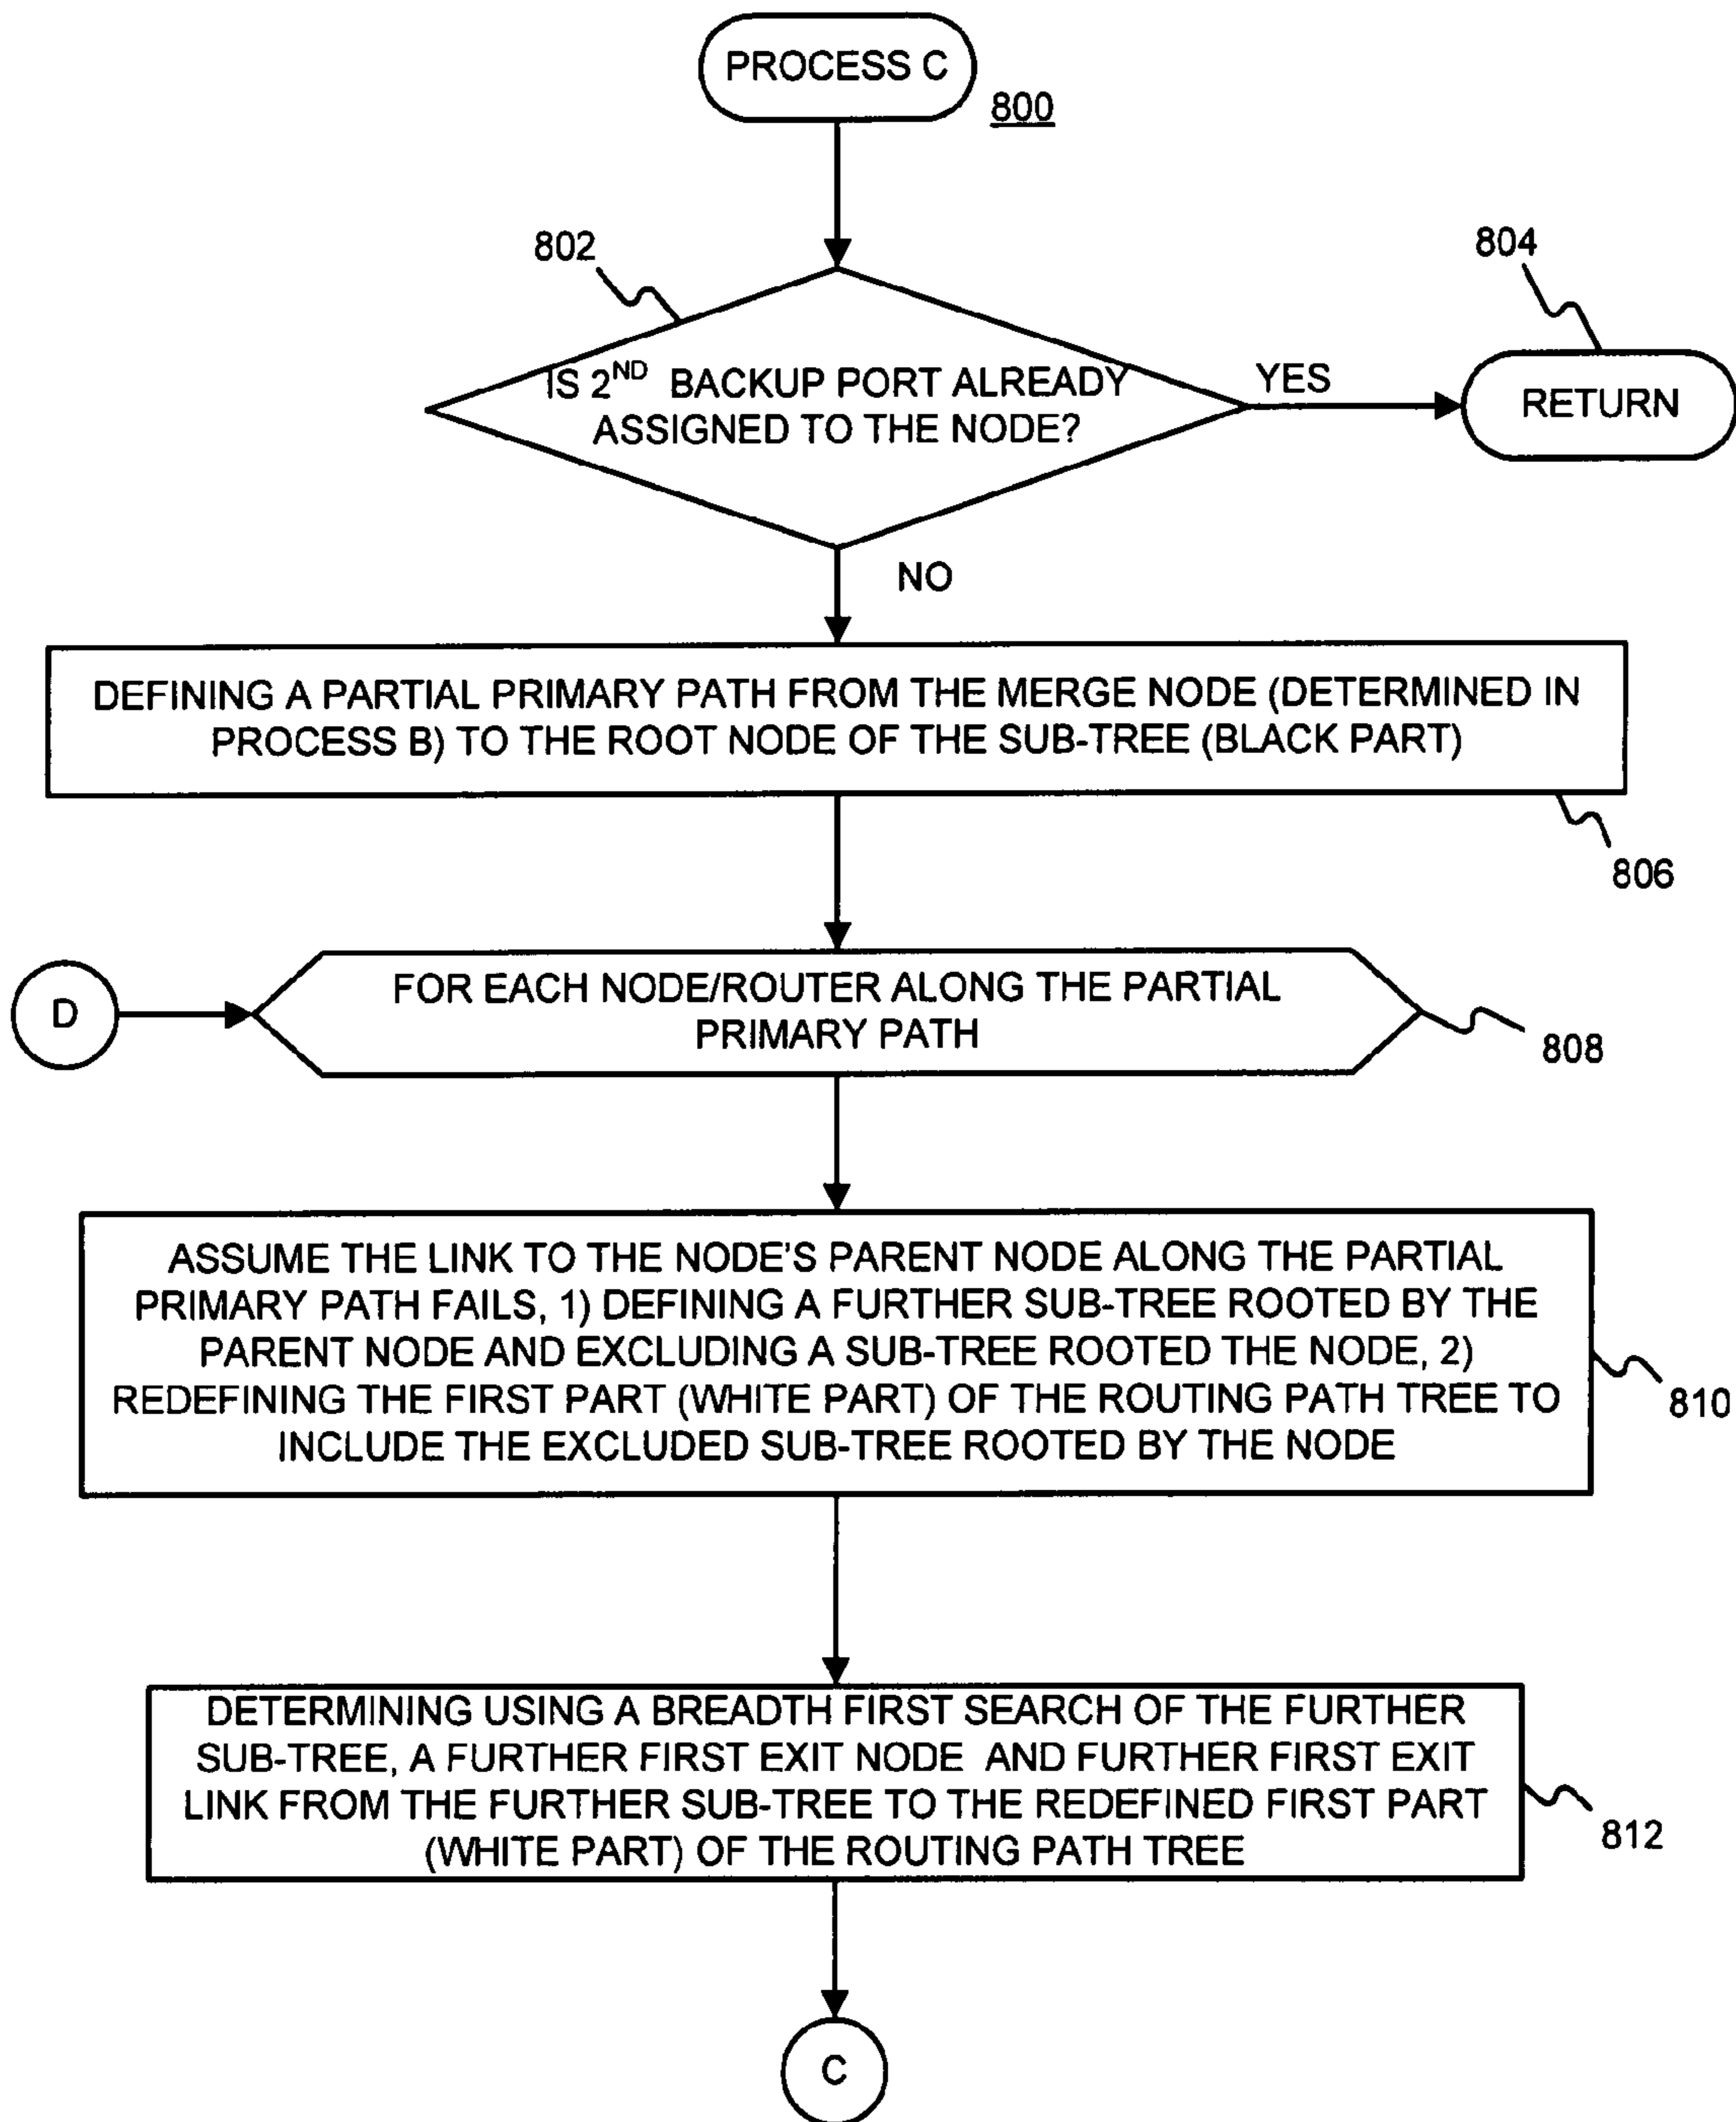 PROCESS C
800
802
804
IS 2ND BACKUP PORT ALREADY
ASSIGNED TO THE NODE?
YES
RETURN
NO
DEFINING A PARTIAL PRIMARY PATH FROM THE MERGE NODE (DETERMINED IN
PROCESS B) TO THE ROOT NODE OF THE SUB-TREE (BLACK PART)
806
D
FOR EACH NODE/ROUTER ALONG THE PARTIAL
PRIMARY PATH
808
ASSUME THE LINK TO THE NODE'S PARENT NODE ALONG THE PARTIAL
PRIMARY PATH FAILS, 1) DEFINING A FURTHER SUB-TREE ROOTED BY THE
PARENT NODE AND EXCLUDING A SUB-TREE ROOTED THE NODE, 2)
REDEFINING THE FIRST PART (WHITE PART) OF THE ROUTING PATH TREE TO
INCLUDE THE EXCLUDED SUB-TREE ROOTED BY THE NODE
810
DETERMINING USING A BREADTH FIRST SEARCH OF THE FURTHER
SUB-TREE, A FURTHER FIRST EXIT NODE AND FURTHER FIRST EXIT
LINK FROM THE FURTHER SUB-TREE TO THE REDEFINED FIRST PART
(WHITE PART) OF THE ROUTING PATH TREE
812
C